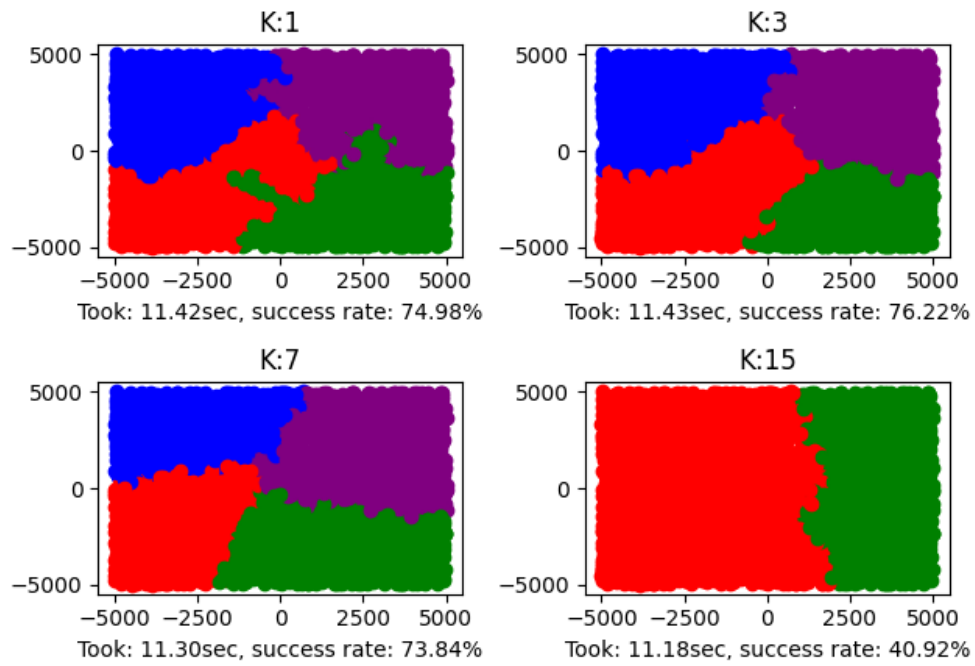 K:1
5000
0
−5000
−5000 −2500 0 2500 5000
Took: 11.42sec, success rate: 74.98%
K:3
5000
0
−5000
−5000 −2500 0 2500 5000
Took: 11.43sec, success rate: 76.22%
K:7
5000
0
−5000
−5000 −2500 0 2500 5000
Took: 11.30sec, success rate: 73.84%
K:15
5000
0
−5000
−5000 −2500 0 2500 5000
Took: 11.18sec, success rate: 40.92%